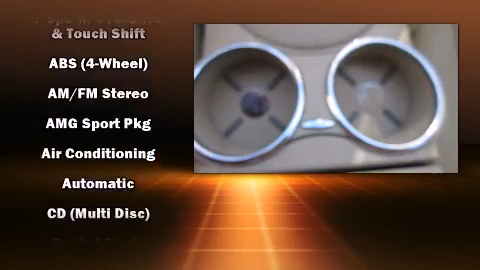 & Touch Shift
ABS (4-Wheel)
AM/FM Stereo
AMG Sport Pkg
Air Conditioning
Automatic
CD (Multi Disc)